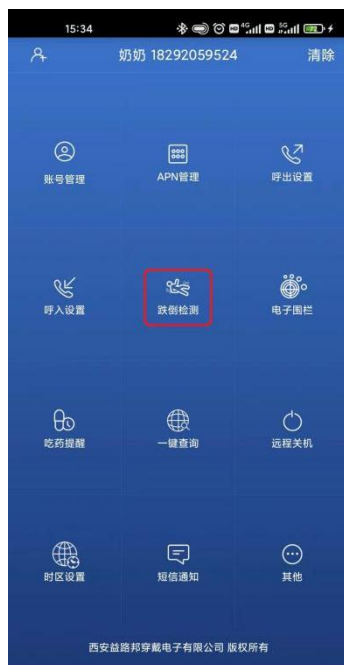 15:34
4G
5G
奶奶 18292059524
清除
账号管理
APN管理
呼出设置
呼入设置
跌倒检测
电子围栏
吃药提醒
一键查询
远程关机
时区设置
短信通知
其他
西安益路邦穿戴电子有限公司 版权所有